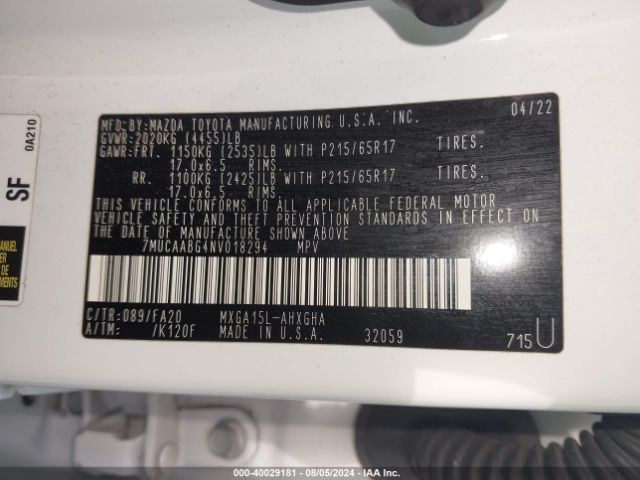 MFD.BY:MAZDA TOYOTA MANUFACTURING U.S.A. INC. 04/22
GVWR:2020KG (4455)LB
GAWR:FRT. 1150KG (2535)LB WITH P215/65R17 TIRES.
17.0x6.5 RIMS.
RR. 1100KG (2425)LB WITH P215/65R17 TIRES.
17.0x6.5 RIMS.
THIS VEHICLE CONFORMS TO ALL APPLICABLE FEDERAL MOTOR
VEHICLE SAFETY AND THEFT PREVENTION STANDARDS IN EFFECT ON
THE DATE OF MANUFACTURE SHOWN ABOVE
7MUCAABG4NV018294 MPV
C/TR:089/FA20 MXGA15L-AHXGHA
A/TM: /K120F MADE IN U.S.A. 32059 715U
0A210
SF
MANUEL
DE
000-40029181 - 08/05/2024 - IAA Inc.